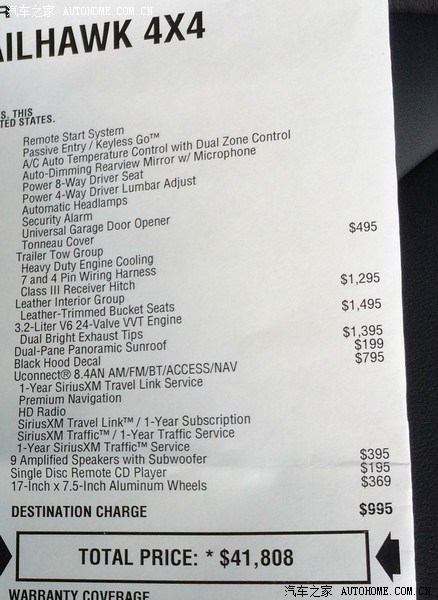 汽车之家 AUTOHOME.COM.CN
AILHAWK 4X4
S, THIS
TED STATES.
Remote Start System
Passive Entry / Keyless Go™
A/C Auto Temperature Control with Dual Zone Control
Auto-Dimming Rearview Mirror w/ Microphone
Power 8-Way Driver Seat
Power 4-Way Driver Lumbar Adjust
Automatic Headlamps
Security Alarm
Universal Garage Door Opener
Tonneau Cover
Trailer Tow Group $495
Heavy Duty Engine Cooling
7 and 4 Pin Wiring Harness
Class III Receiver Hitch
Leather Interior Group $1,295
Leather-Trimmed Bucket Seats
3.2-Liter V6 24-Valve VVT Engine $1,495
Dual Bright Exhaust Tips
Dual-Pane Panoramic Sunroof $1,395
Black Hood Decal $199
Uconnect® 8.4AN AM/FM/BT/ACCESS/NAV $795
1-Year SiriusXM Travel Link Service
Premium Navigation
HD Radio
SiriusXM Travel Link™ / 1-Year Subscription
SiriusXM Traffic™ / 1-Year Traffic Service
1-Year SiriusXM Traffic™ Service
9 Amplified Speakers with Subwoofer $395
Single Disc Remote CD Player $195
17-Inch x 7.5-Inch Aluminum Wheels $369
DESTINATION CHARGE $995
TOTAL PRICE: * $41,808
WARRANTY COVERAGE
汽车之家 AUTOHOME.COM.CN